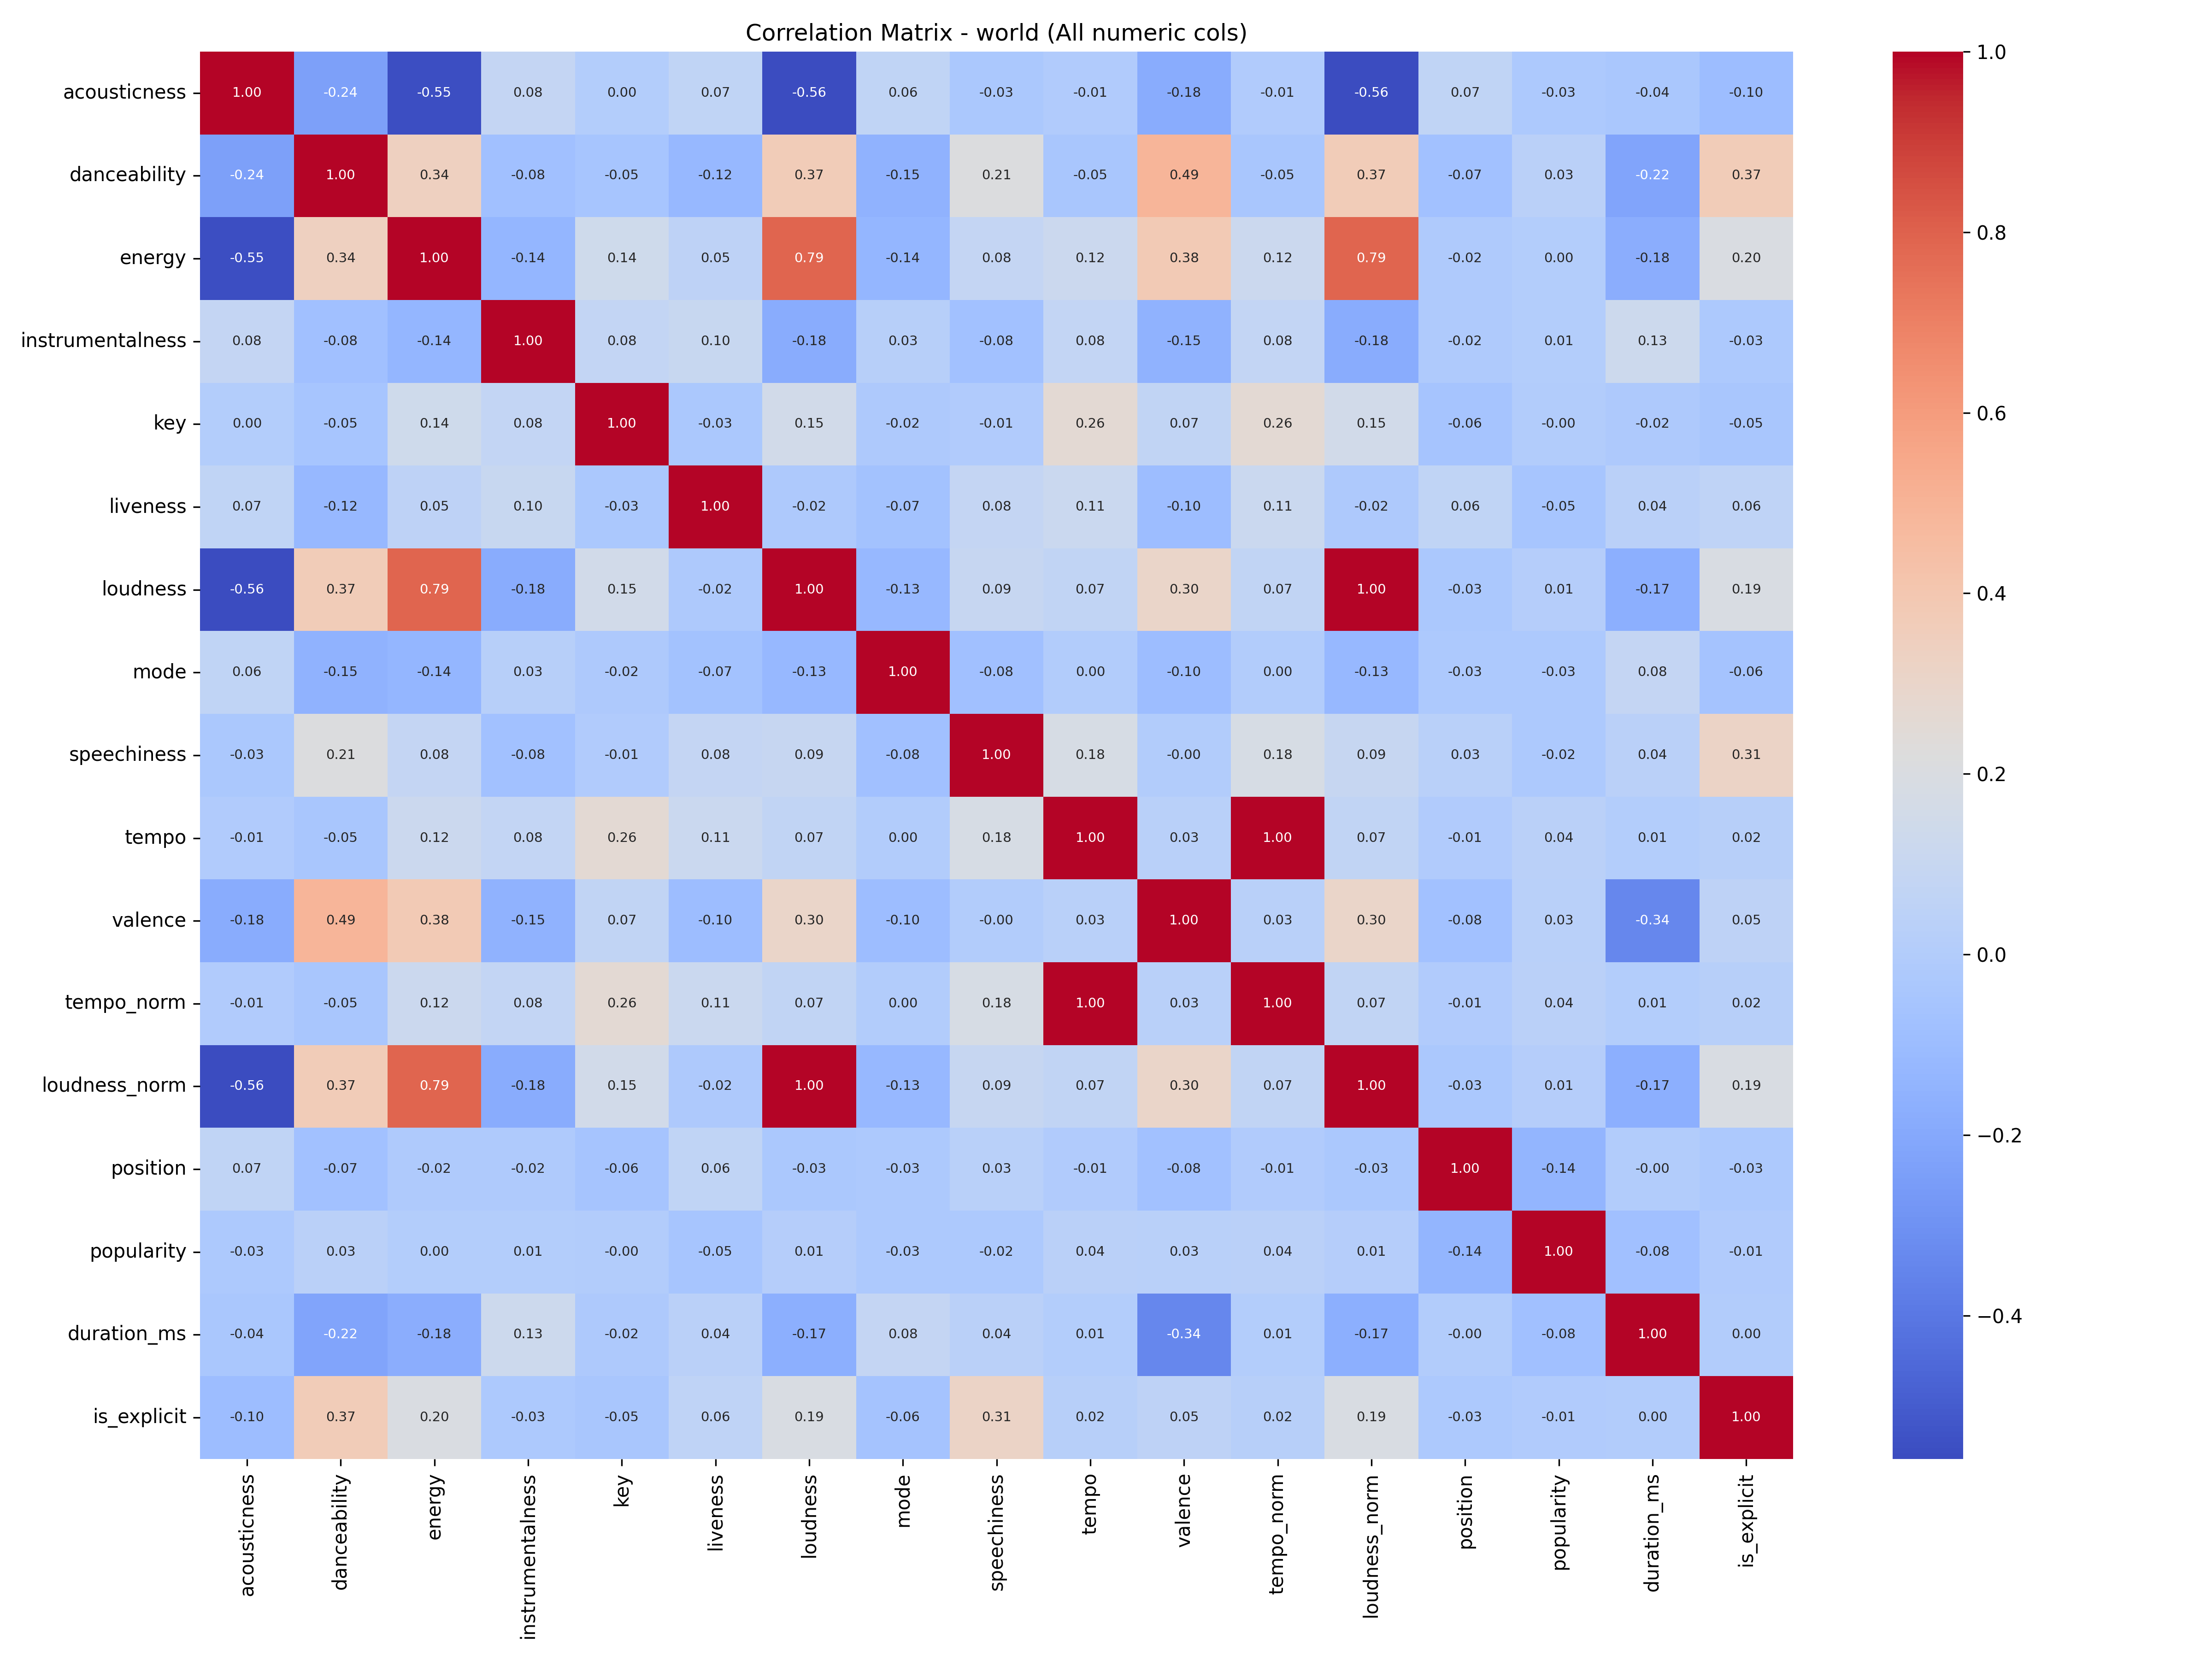 Correlation Matrix - world (All numeric cols)
acousticness 1.00 -0.24 -0.55 0.08 0.00 0.07 -0.56 0.06 -0.03 -0.01 -0.18 -0.01 -0.56 0.07 -0.03 -0.04 -0.10
danceability -0.24 1.00 0.34 -0.08 -0.05 -0.12 0.37 -0.15 0.21 -0.05 0.49 -0.05 0.37 -0.07 0.03 -0.22 0.37
energy -0.55 0.34 1.00 -0.14 0.14 0.05 0.79 -0.14 0.08 0.12 0.38 0.12 0.79 -0.02 0.00 -0.18 0.20
instrumentalness 0.08 -0.08 -0.14 1.00 0.08 0.10 -0.18 0.03 -0.08 0.08 -0.15 0.08 -0.18 -0.02 0.01 0.13 -0.03
key 0.00 -0.05 0.14 0.08 1.00 -0.03 0.15 -0.02 -0.01 0.26 0.07 0.26 0.15 -0.06 -0.00 -0.02 -0.05
liveness 0.07 -0.12 0.05 0.10 -0.03 1.00 -0.02 -0.07 0.08 0.11 -0.10 0.11 -0.02 0.06 -0.05 0.04 0.06
loudness -0.56 0.37 0.79 -0.18 0.15 -0.02 1.00 -0.13 0.09 0.07 0.30 0.07 1.00 -0.03 0.01 -0.17 0.19
mode 0.06 -0.15 -0.14 0.03 -0.02 -0.07 -0.13 1.00 -0.08 0.00 -0.10 0.00 -0.13 -0.03 -0.03 0.08 -0.06
speechiness -0.03 0.21 0.08 -0.08 -0.01 0.08 0.09 -0.08 1.00 0.18 -0.00 0.18 0.09 0.03 -0.02 0.04 0.31
tempo -0.01 -0.05 0.12 0.08 0.26 0.11 0.07 0.00 0.18 1.00 0.03 1.00 0.07 -0.01 0.04 0.01 0.02
valence -0.18 0.49 0.38 -0.15 0.07 -0.10 0.30 -0.10 -0.00 0.03 1.00 0.03 0.30 -0.08 0.03 -0.34 0.05
tempo_norm -0.01 -0.05 0.12 0.08 0.26 0.11 0.07 0.00 0.18 1.00 0.03 1.00 0.07 -0.01 0.04 0.01 0.02
loudness_norm -0.56 0.37 0.79 -0.18 0.15 -0.02 1.00 -0.13 0.09 0.07 0.30 0.07 1.00 -0.03 0.01 -0.17 0.19
position 0.07 -0.07 -0.02 -0.02 -0.06 0.06 -0.03 -0.03 0.03 -0.01 -0.08 -0.01 -0.03 1.00 -0.14 -0.00 -0.03
popularity -0.03 0.03 0.00 0.01 -0.00 -0.05 0.01 -0.03 -0.02 0.04 0.03 0.04 0.01 -0.14 1.00 -0.08 -0.01
duration_ms -0.04 -0.22 -0.18 0.13 -0.02 0.04 -0.17 0.08 0.04 0.01 -0.34 0.01 -0.17 -0.00 -0.08 1.00 0.00
is_explicit -0.10 0.37 0.20 -0.03 -0.05 0.06 0.19 -0.06 0.31 0.02 0.05 0.02 0.19 -0.03 -0.01 0.00 1.00
acousticness
danceability
energy
instrumentalness
key
liveness
loudness
mode
speechiness
tempo
valence
tempo_norm
loudness_norm
position
popularity
duration_ms
is_explicit
1.0
0.8
0.6
0.4
0.2
0.0
−0.2
−0.4